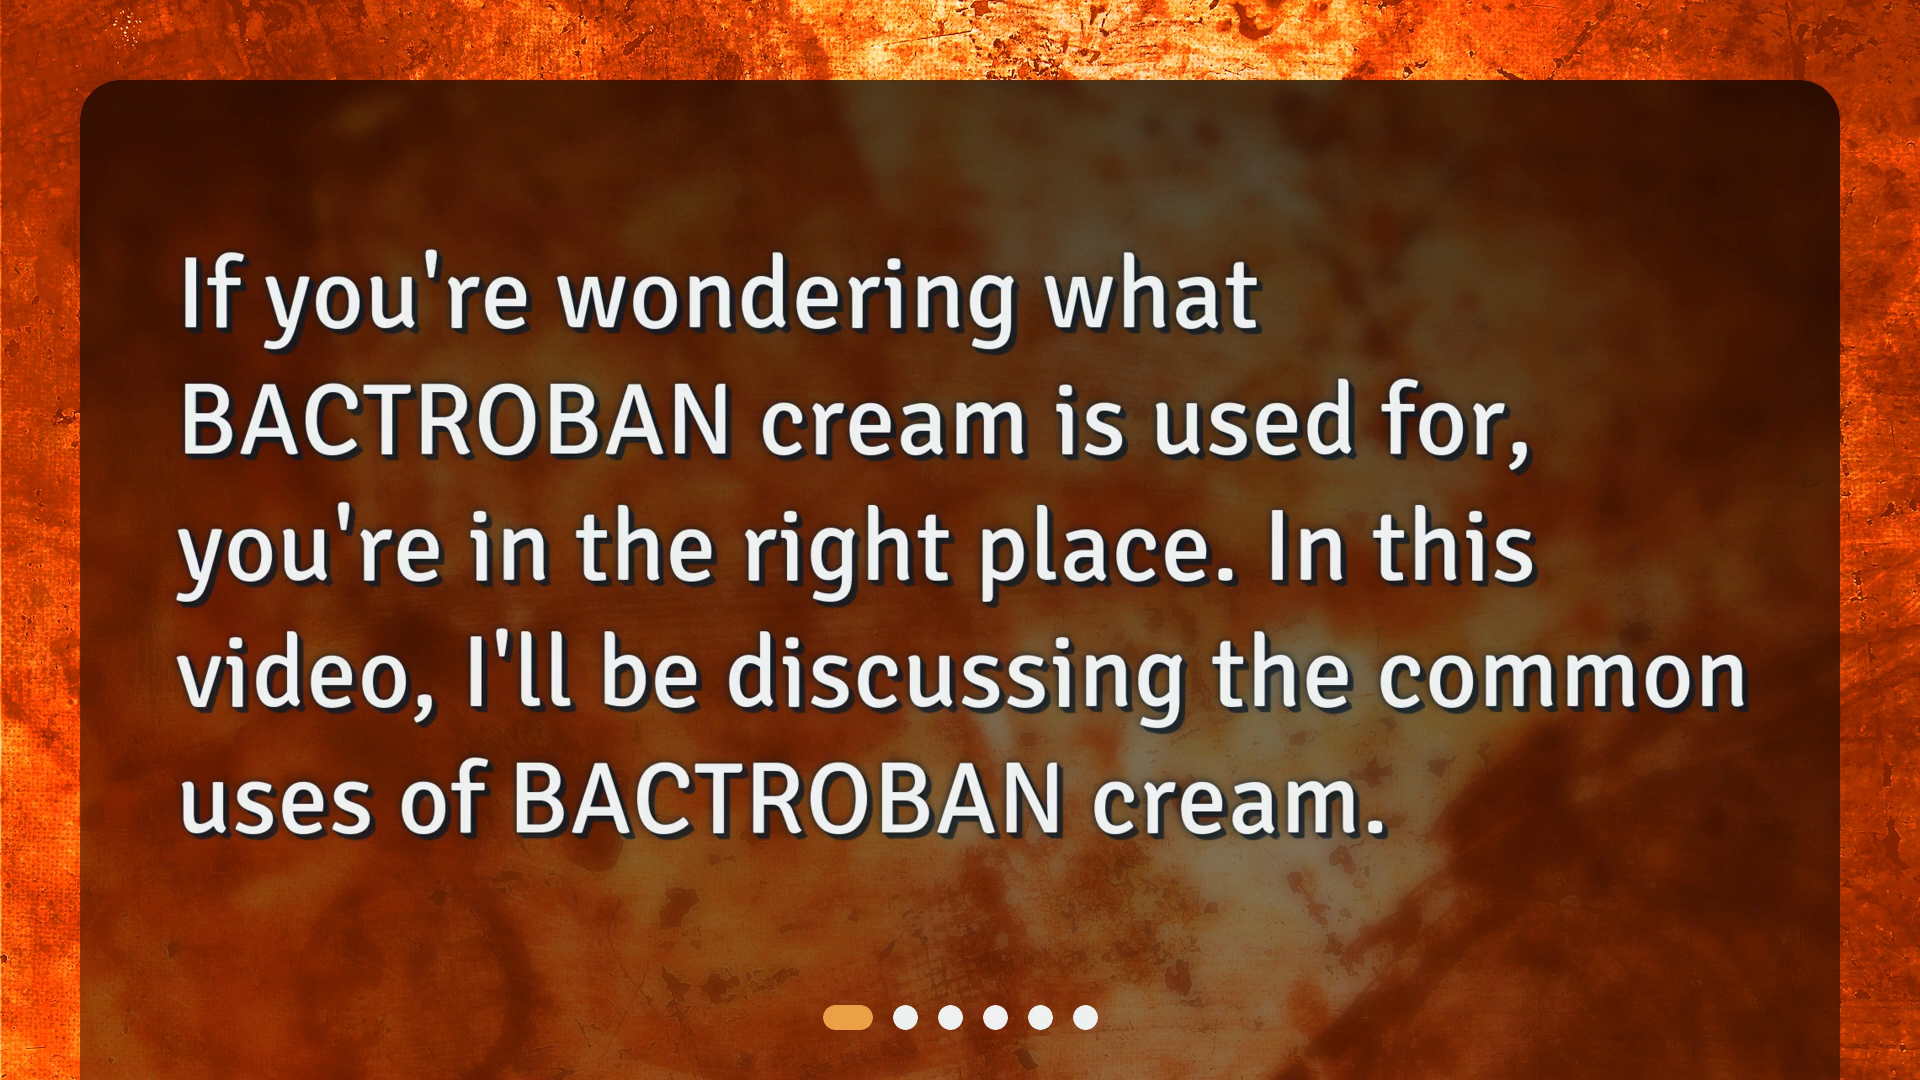 If you're wondering what
BACTROBAN cream is used for,
you're in the right place. In this
video, I'll be discussing the common
uses of BACTROBAN cream.